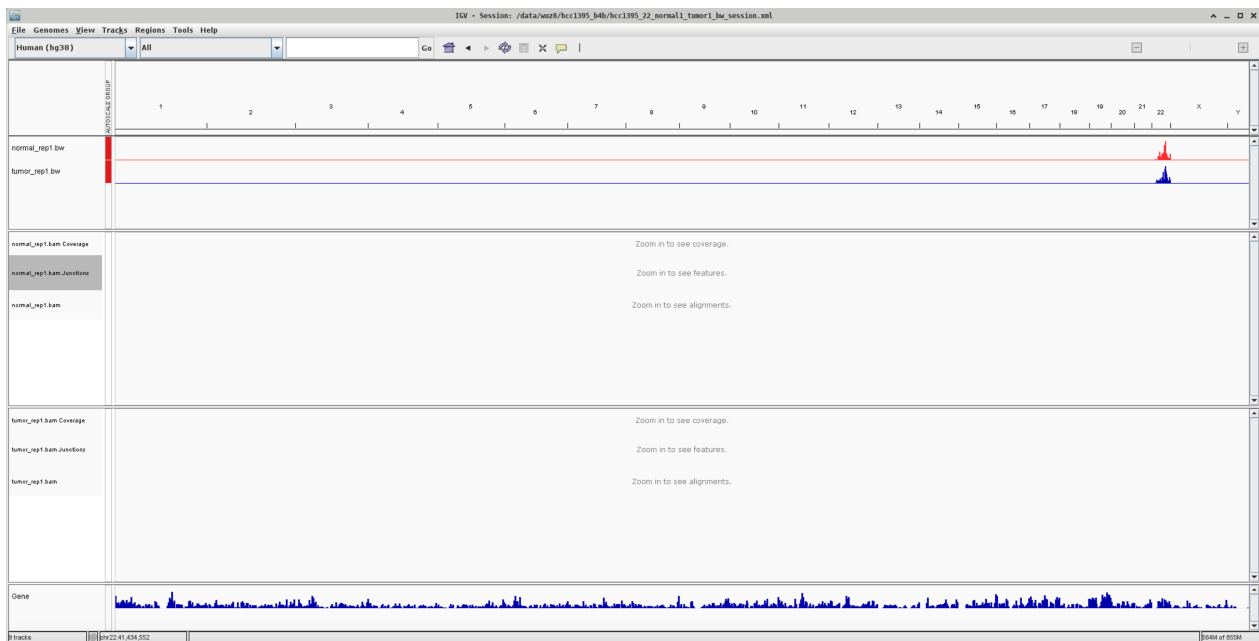 IGV - Session: /data/wuz8/hcc1395_b4b/hcc1395_22_normal1_tumor1_bw_session.xml
File Genomes View Tracks Regions Tools Help
Human (hg38) All Go
AUTOSCALE GROUP
1 2 3 4 5 6 7 8 9 10 11 12 13 14 15 16 17 18 19 20 21 22 X Y
normal_rep1.bw
tumor_rep1.bw
normal_rep1.bam Coverage Zoom in to see coverage.
normal_rep1.bam Junctions Zoom in to see features.
normal_rep1.bam Zoom in to see alignments.
tumor_rep1.bam Coverage Zoom in to see coverage.
tumor_rep1.bam Junctions Zoom in to see features.
tumor_rep1.bam Zoom in to see alignments.
Gene
9 tracks chr22:41,434,552 564M of 855M